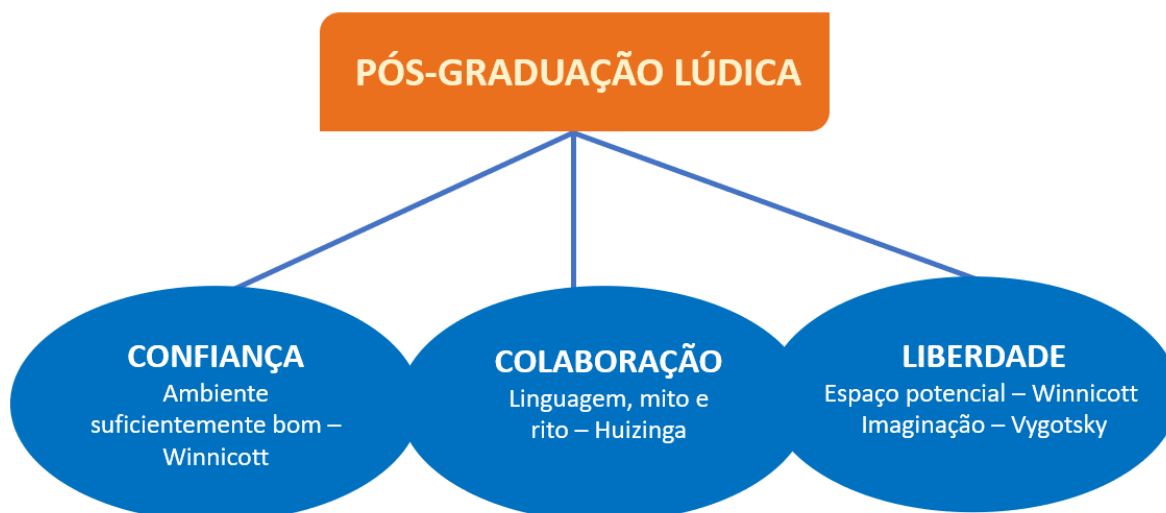 PÓS-GRADUAÇÃO LÚDICA
CONFIANÇA
Ambiente
suficientemente bom –
Winnicott
COLABORAÇÃO
Linguagem, mito e
rito – Huizinga
LIBERDADE
Espaço potencial – Winnicott
Imaginação – Vygotsky